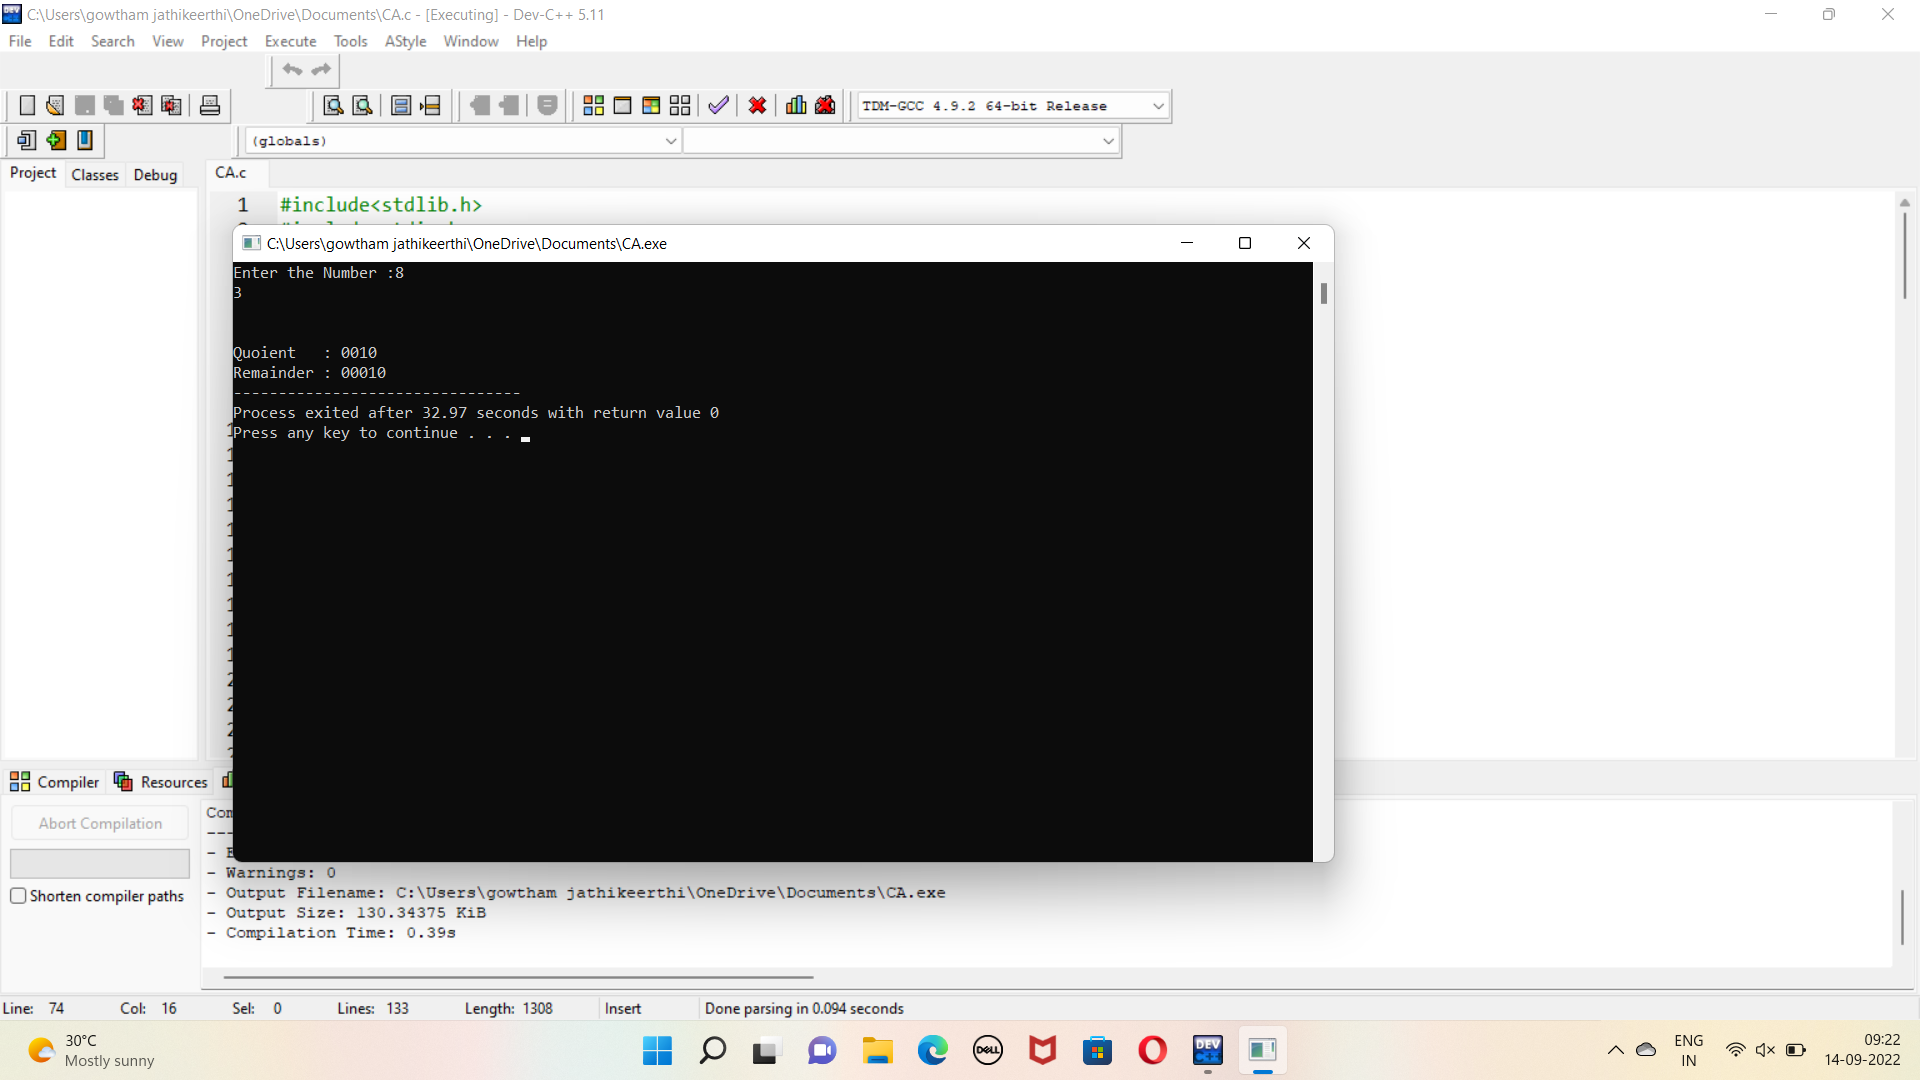 C:\Users\gowtham jathikeerthi\OneDrive\Documents\CA.c - [Executing] - Dev-C++ 5.11
File Edit Search View Project Execute Tools AStyle Window Help
TDM-GCC 4.9.2 64-bit Release
(globals)
Project Classes Debug CA.c
1 #include<stdlib.h>
C:\Users\gowtham jathikeerthi\OneDrive\Documents\CA.exe
Enter the Number :8
3
Quoient : 0010
Remainder : 00010
--------------------------------
Process exited after 32.97 seconds with return value 0
Press any key to continue . . .
Compiler Resources
Abort Compilation
Shorten compiler paths
- Warnings: 0
- Output Filename: C:\Users\gowtham jathikeerthi\OneDrive\Documents\CA.exe
- Output Size: 130.34375 KiB
- Compilation Time: 0.39s
Line: 74 Col: 16 Sel: 0 Lines: 133 Length: 1308 Insert Done parsing in 0.094 seconds
30°C
Mostly sunny
DELL
DEV C++
ENG
IN
09:22
14-09-2022